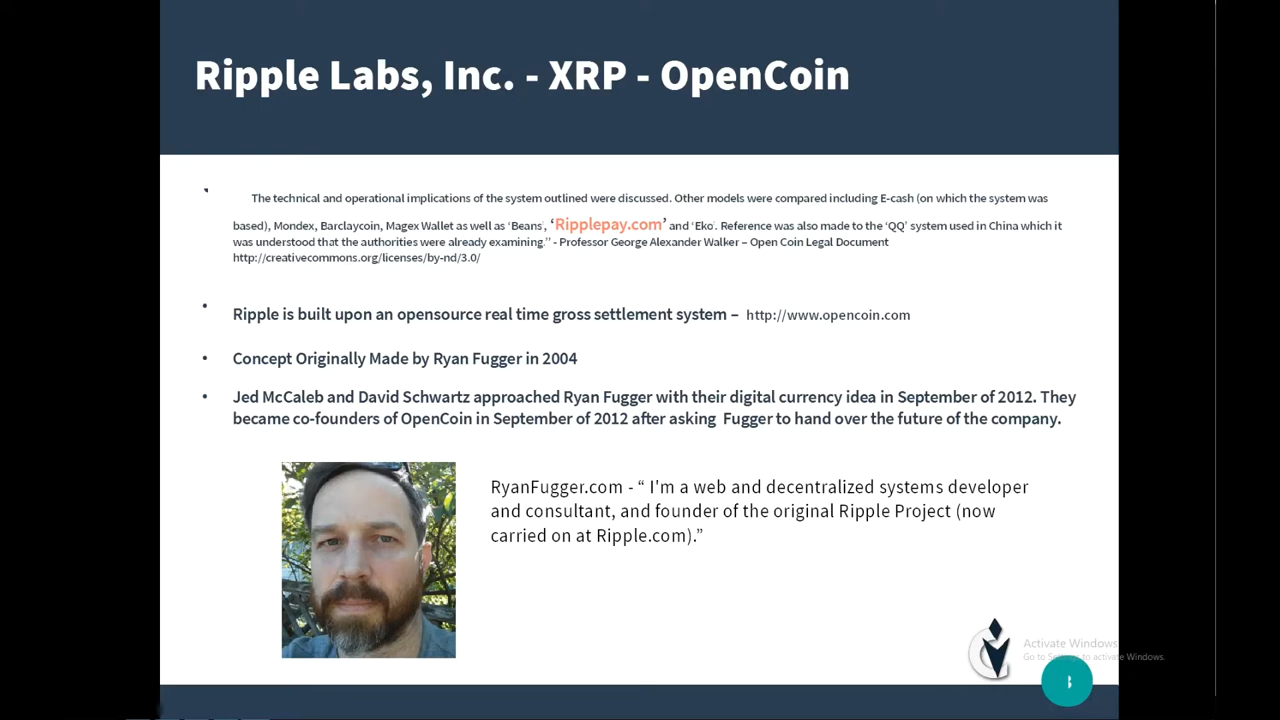 Ripple Labs, Inc. - XRP - OpenCoin
The technical and operational implications of the system outlined were discussed. Other models were compared including E-cash (on which the system was
based), Mondex, Barclaycoin, Magex Wallet as well as ‘Beans’, ‘Ripplepay.com’ and ‘Eko’. Reference was also made to the ‘QQ’ system used in China which it
was understood that the authorities were already examining.’’ - Professor George Alexander Walker – Open Coin Legal Document
http://creativecommons.org/licenses/by-nd/3.0/
• Ripple is built upon an opensource real time gross settlement system – http://www.opencoin.com
• Concept Originally Made by Ryan Fugger in 2004
• Jed McCaleb and David Schwartz approached Ryan Fugger with their digital currency idea in September of 2012. They
became co-founders of OpenCoin in September of 2012 after asking Fugger to hand over the future of the company.
RyanFugger.com - “ I'm a web and decentralized systems developer
and consultant, and founder of the original Ripple Project (now
carried on at Ripple.com).”
Activate Windows
Go to Settings to activate Windows.